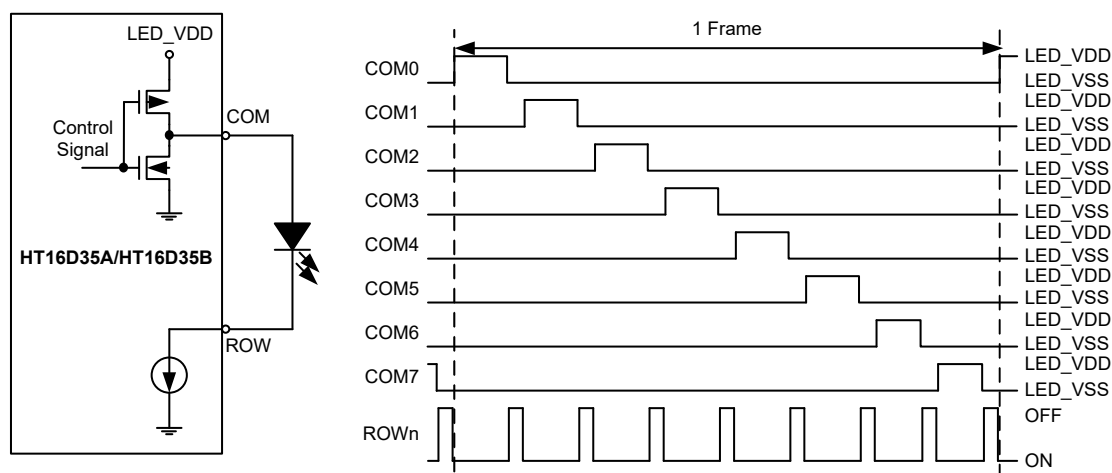 LED_VDD
COM
Control
Signal
HT16D35A/HT16D35B
ROW
1 Frame
COM0
LED_VDD
LED_VSS
COM1
LED_VDD
LED_VSS
COM2
LED_VDD
LED_VSS
COM3
LED_VDD
LED_VSS
COM4
LED_VDD
LED_VSS
COM5
LED_VDD
LED_VSS
COM6
LED_VDD
LED_VSS
COM7
LED_VDD
LED_VSS
ROWn
OFF
ON